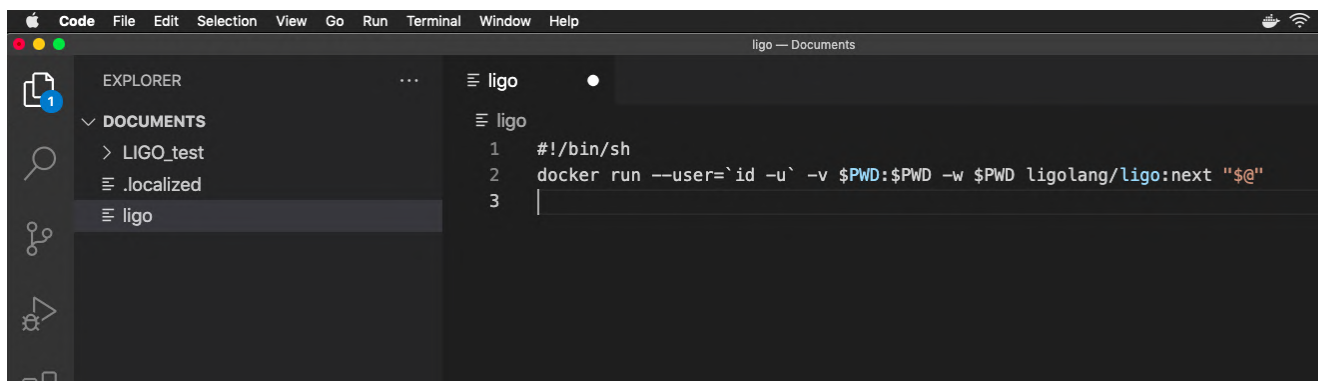 Code File Edit Selection View Go Run Terminal Window Help
ligo — Documents
EXPLORER ···
ligo
1
DOCUMENTS
LIGO_test
.localized
ligo
ligo
1 #!/bin/sh
2 docker run --user=`id -u` -v $PWD:$PWD -w $PWD ligolang/ligo:next "$@"
3